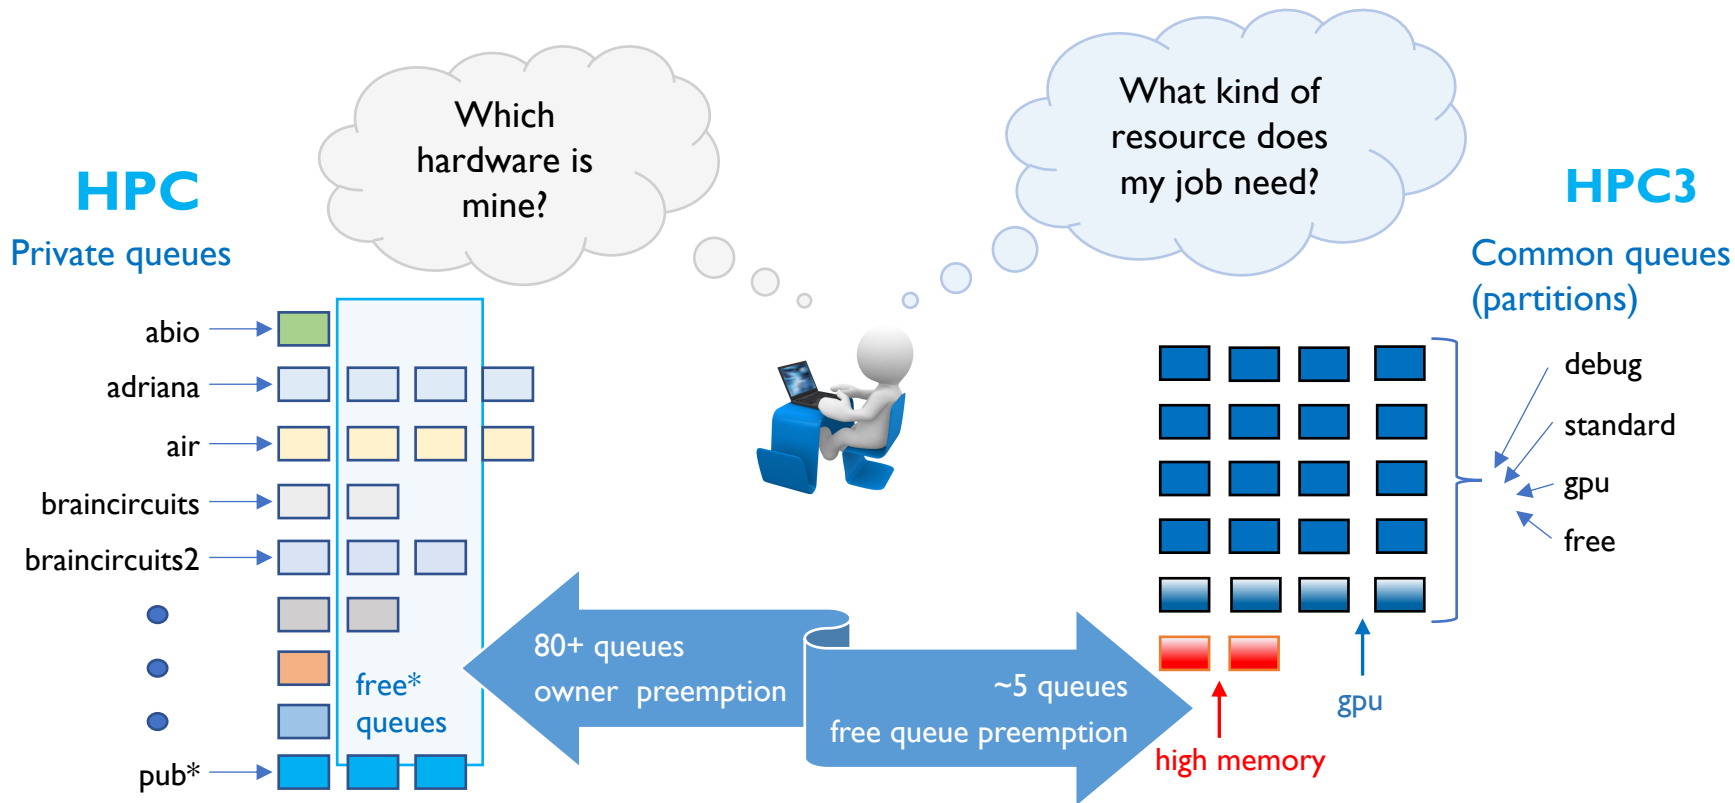 Which
hardware is
mine?
What kind of
resource does
my job need?
HPC
Private queues
HPC3
Common queues
(partitions)
abio
adriana
air
braincircuits
braincircuits2
pub*
free*
queues
80+ queues
owner preemption
~5 queues
free queue preemption
debug
standard
gpu
free
gpu
high memory